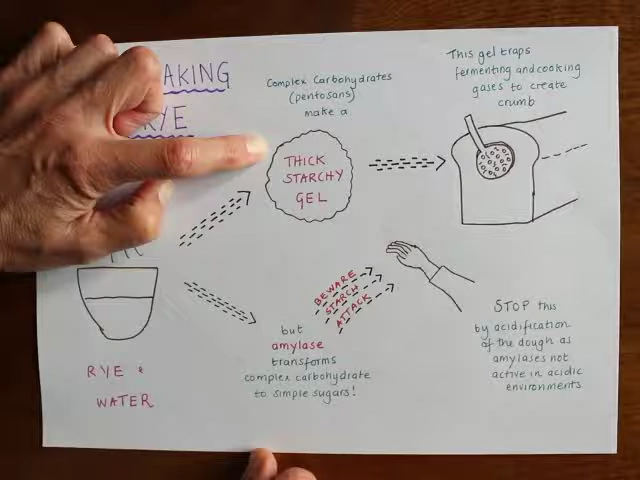 AKING
RYE
Complex Carbohydrates
(pentosans)
make a
THICK
STARCHY
GEL
This gel traps
fermenting and cooking
gases to create
crumb
RYE &
WATER
but
amylase
transforms
complex carbohydrate
to simple sugars!
BEWARE
STARCH
ATTACK
STOP this
by acidification
of the dough as
amylases not
active in acidic
environments